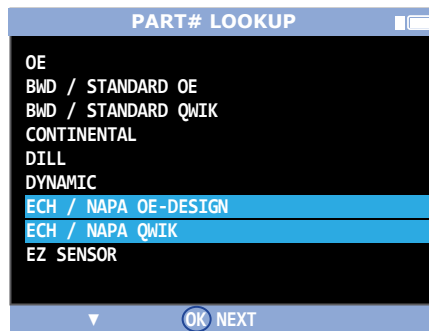 PART# LOOKUP
OE
BWD / STANDARD OE
BWD / STANDARD QWIK
CONTINENTAL
DILL
DYNAMIC
ECH / NAPA OE-DESIGN
ECH / NAPA QWIK
EZ SENSOR
▼ OK NEXT